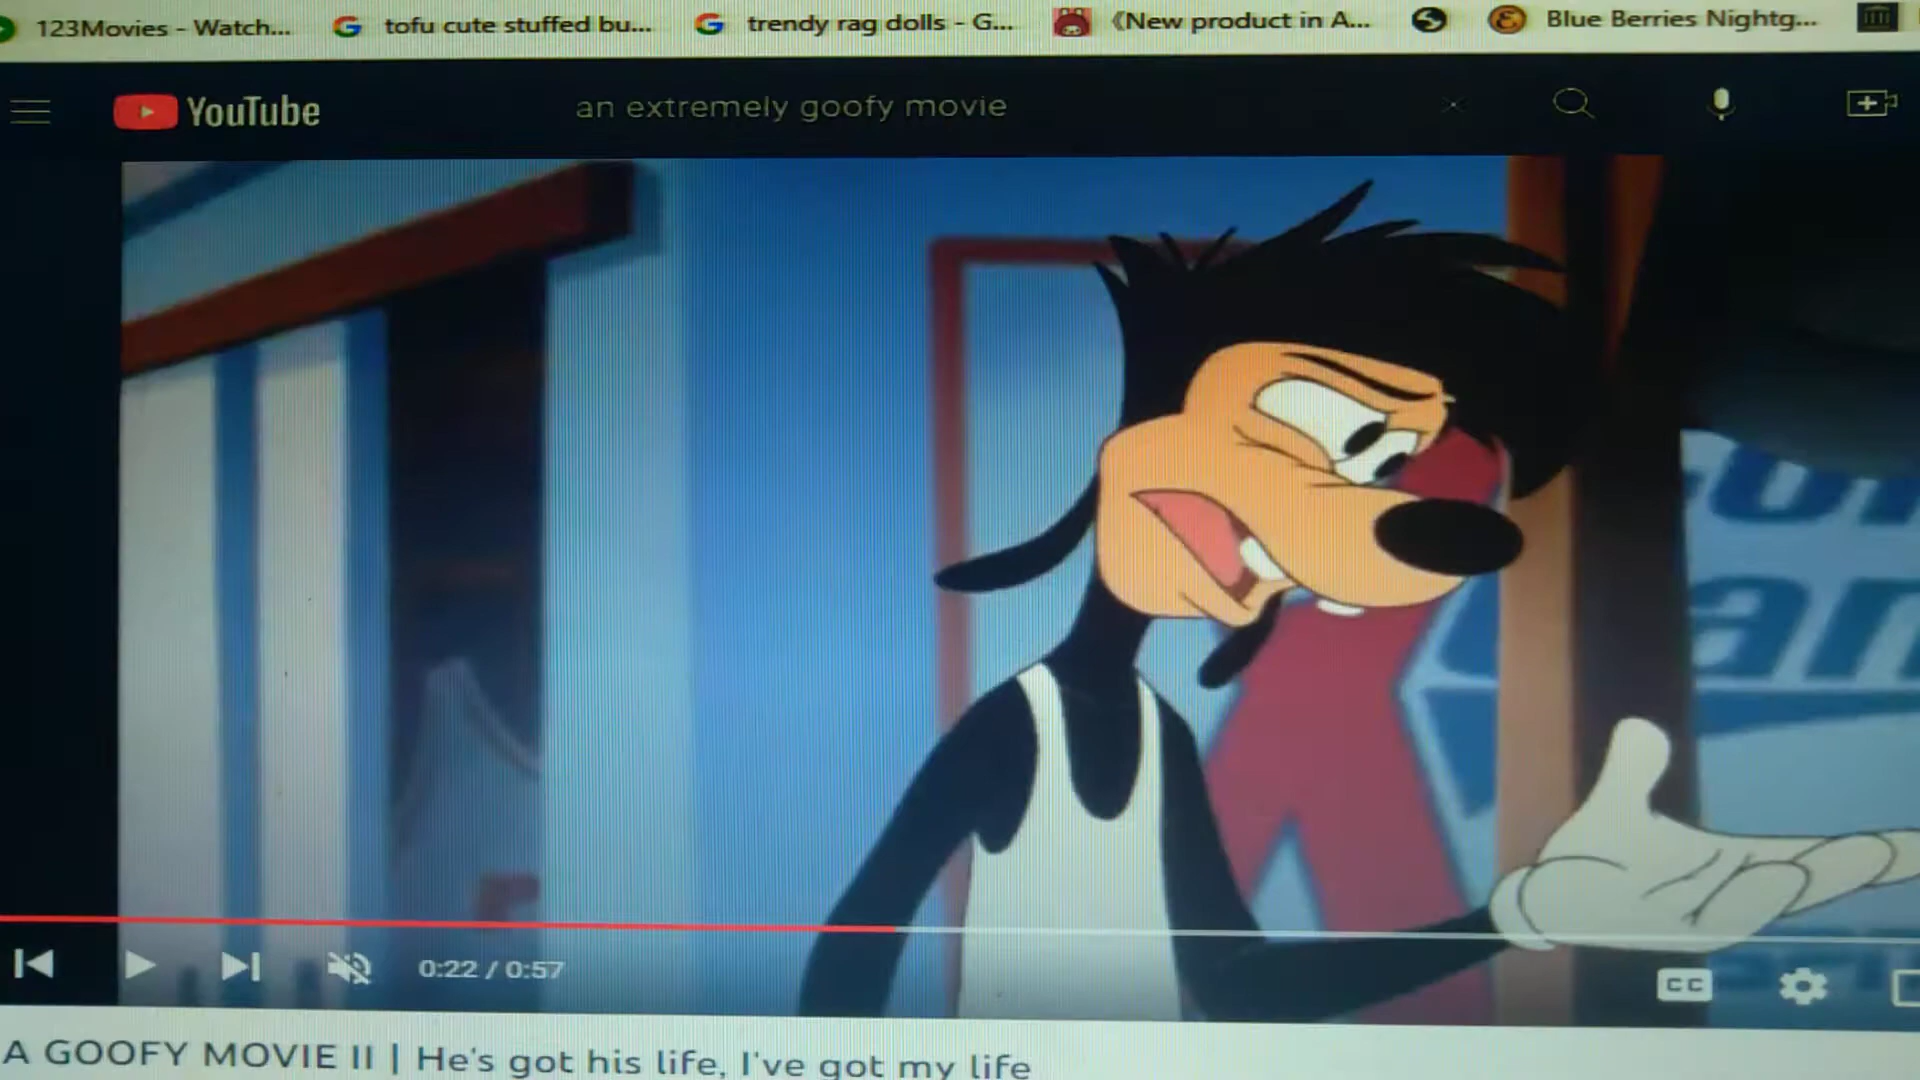 123Movies - Watch...
tofu cute stuffed bu...
trendy rag dolls - G...
《New product in A...
Blue Berries Nightg...
YouTube
an extremely goofy movie
0:22 / 0:57
CC
A GOOFY MOVIE II | He's got his life, I've got my life